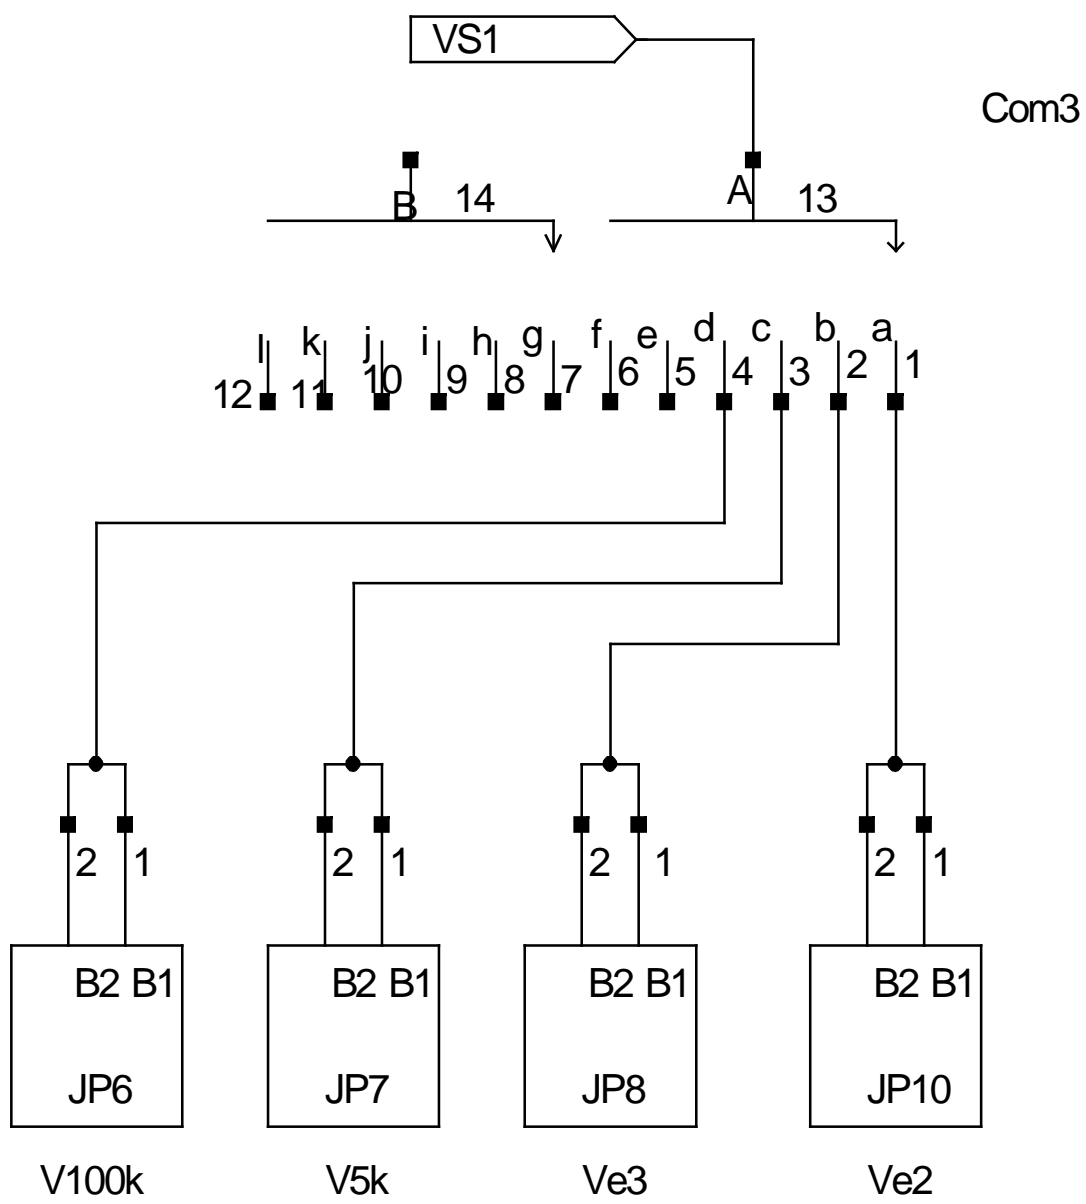 VS1
Com3
B 14 A 13
l k j i h g f e d c b a
12 11 10 9 8 7 6 5 4 3 2 1
2 1 2 1 2 1 2 1
B2 B1 B2 B1 B2 B1 B2 B1
JP6 JP7 JP8 JP10
V100k V5k Ve3 Ve2